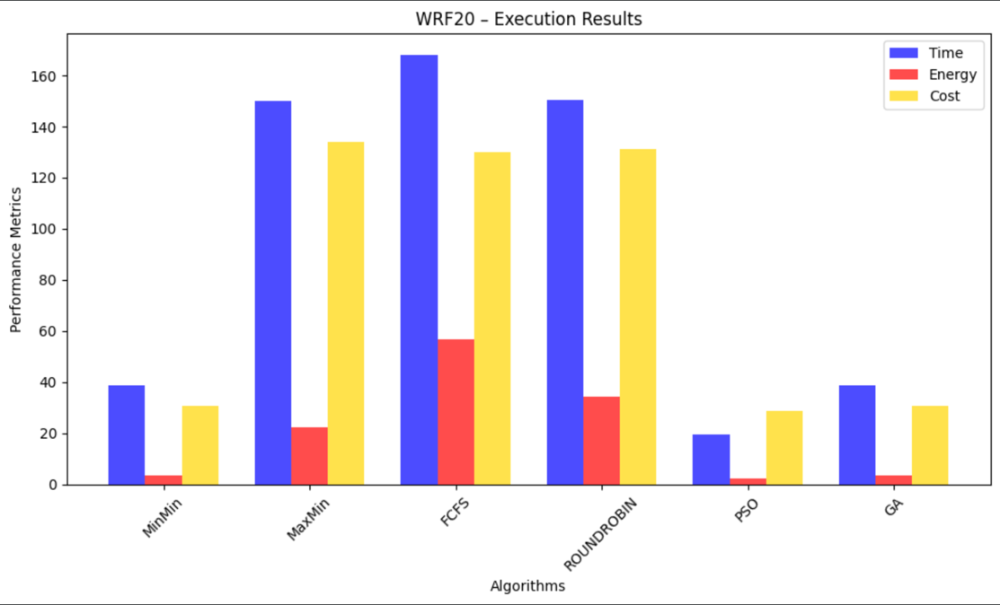 WRF20 – Execution Results
Time
Energy
Cost
Performance Metrics
160
140
120
100
80
60
40
20
0
MinMin
MaxMin
FCFS
ROUNDROBIN
PSO
GA
Algorithms